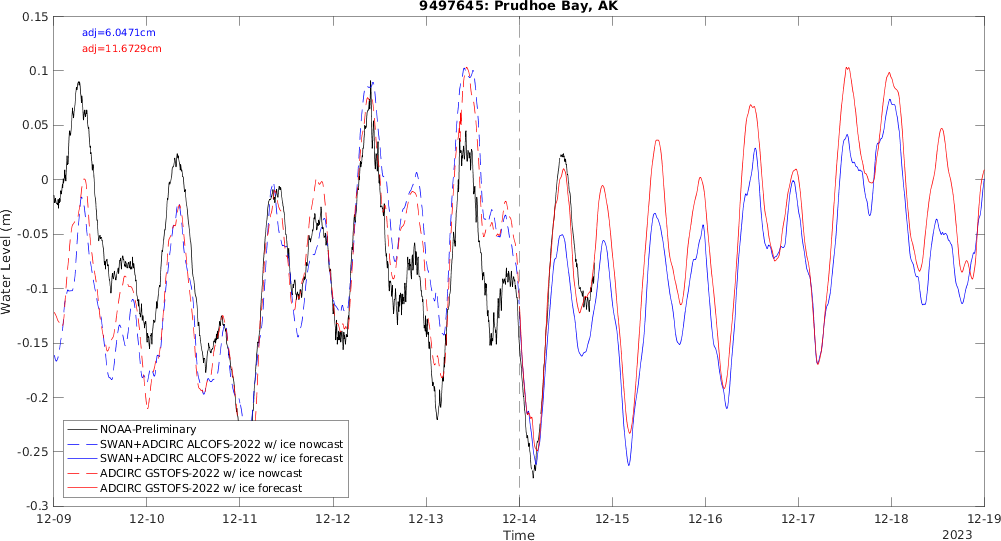 9497645: Prudhoe Bay, AK
adj=6.0471cm
adj=11.6729cm
0.15
0.1
0.05
0
-0.05
-0.1
-0.15
-0.2
-0.25
-0.3
Water Level (m)
NOAA-Preliminary
SWAN+ADCIRC ALCOFS-2022 w/ ice nowcast
SWAN+ADCIRC ALCOFS-2022 w/ ice forecast
ADCIRC GSTOFS-2022 w/ ice nowcast
ADCIRC GSTOFS-2022 w/ ice forecast
12-09 12-10 12-11 12-12 12-13 12-14 12-15 12-16 12-17 12-18 12-19
Time
2023